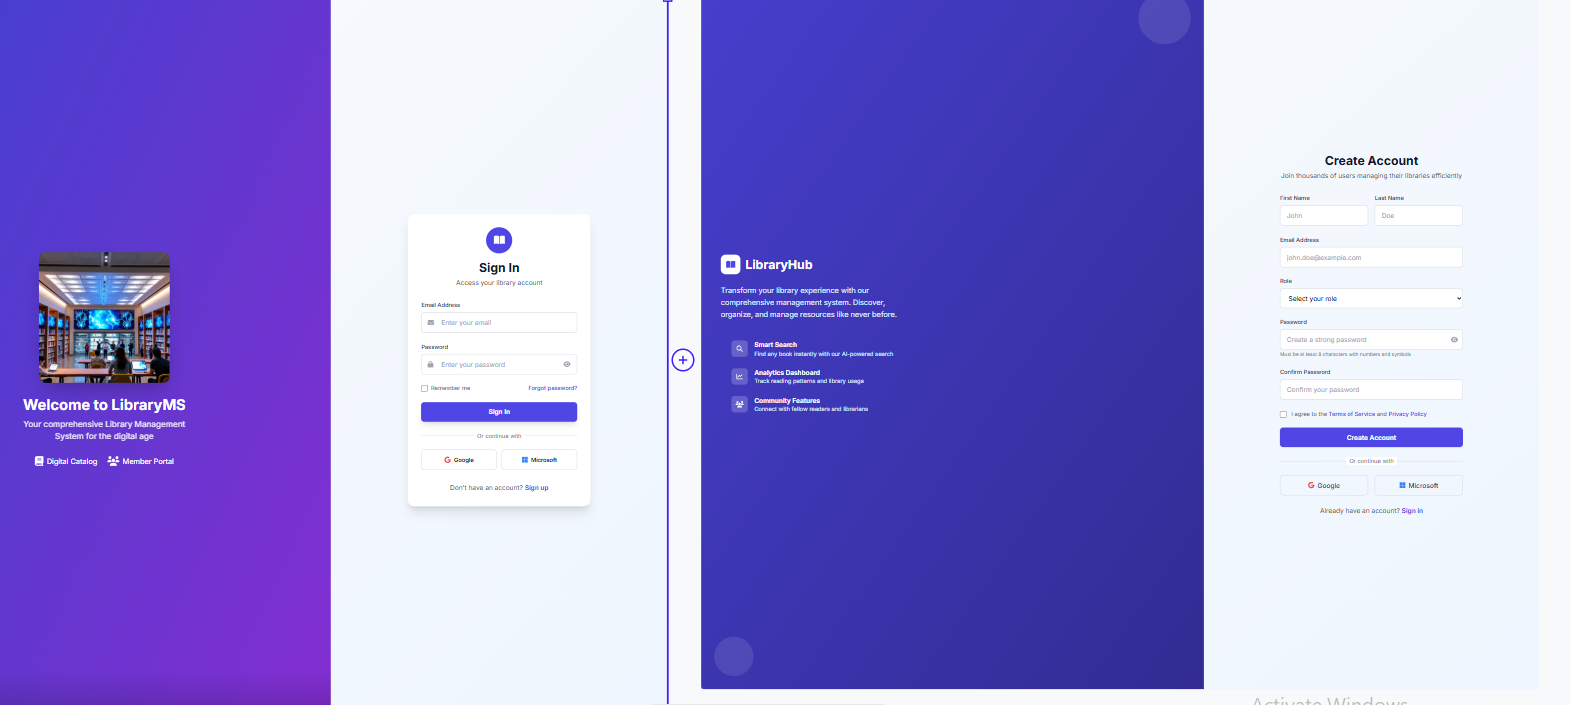 Welcome to LibraryMS
Your comprehensive Library Management
System for the digital age
Digital Catalog
Member Portal
Sign In
Access your library account
Email Address
Enter your email
Password
Enter your password
Remember me
Forgot password?
Sign In
Or continue with
Google
Microsoft
Don't have an account? Sign up
LibraryHub
Transform your library experience with our
comprehensive management system. Discover,
organize, and manage resources like never before.
Smart Search
Find any book instantly with our AI-powered search
Analytics Dashboard
Track reading patterns and library usage
Community Features
Connect with fellow readers and librarians
Create Account
Join thousands of users managing their libraries efficiently
First Name
Last Name
John
Doe
Email Address
john.doe@example.com
Role
Select your role
Password
Create a strong password
Must be at least 8 characters with numbers and symbols
Confirm Password
Confirm your password
I agree to the Terms of Service and Privacy Policy
Create Account
Or continue with
Google
Microsoft
Already have an account? Sign In
Activate Windows